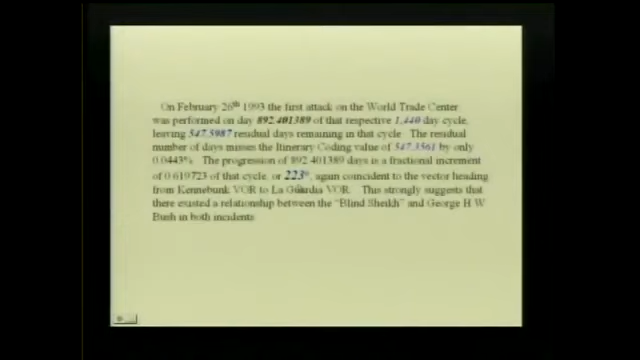 On February 26th 1993 the first attack on the World Trade Center
was performed on day 892.401389 of that respective 1,440 day cycle,
leaving 547.5987 residual days remaining in that cycle. The residual
number of days misses the Itinerary Coding value of 547.3561 by only
0.0443%. The progression of 892.401389 days is a fractional increment
of 0.619723 of that cycle, or 223°, again coincident to the vector heading
from Kennebunk VOR to La Guardia VOR. This strongly suggests that
there existed a relationship between the "Blind Sheikh" and George H W
Bush in both incidents